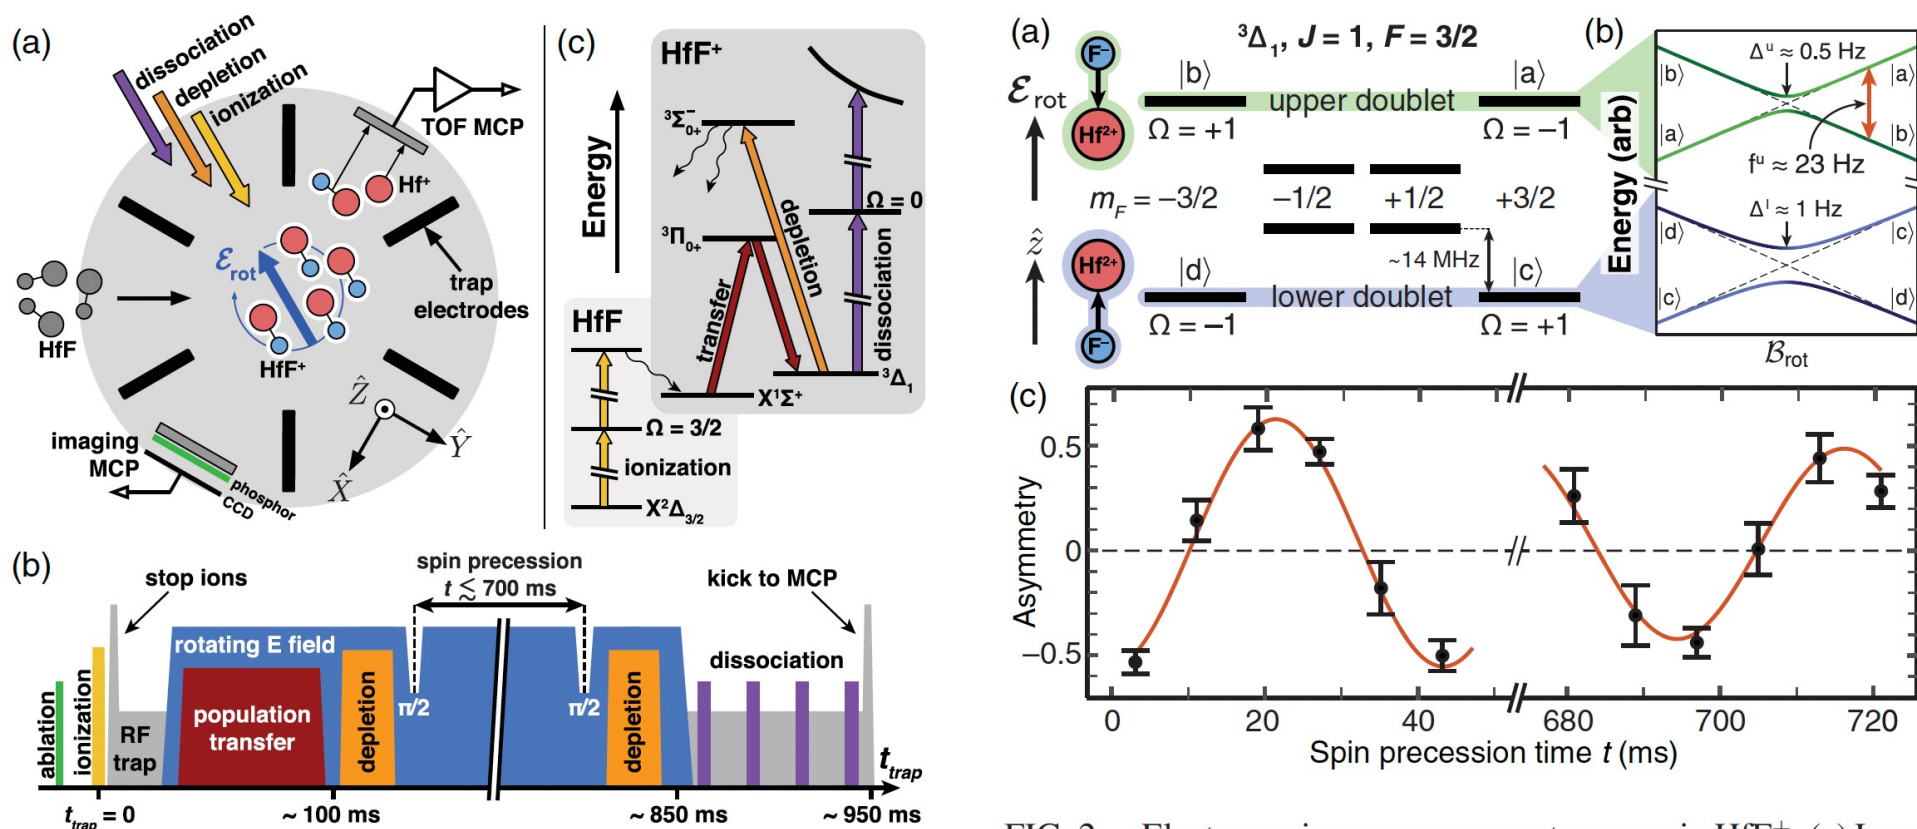 (a)
dissociation
depletion
ionization
TOF MCP
Hf⁺
ℰrot
trap
electrodes
HfF
HfF⁺
Ẑ
Ŷ
X̂
imaging
MCP
phosphor
CCD
(c)
HfF⁺
Energy
³Σ⁻₀₊
³Π₀₊
Ω = 0
transfer
depletion
dissociation
³Δ₁
X¹Σ⁺
HfF
Ω = 3/2
ionization
X²Δ₃/₂
(b)
stop ions
spin precession
t ≲ 700 ms
kick to MCP
rotating E field
dissociation
ablation
ionization
RF
trap
population
transfer
depletion
π/2
π/2
depletion
t_trap
t_trap = 0
~ 100 ms
~ 850 ms
~ 950 ms
(a)
³Δ₁, J = 1, F = 3/2
ℰrot
F⁻
Hf²⁺
|b⟩
upper doublet
|a⟩
Ω = +1
Ω = −1
m_F = −3/2
−1/2
+1/2
+3/2
ẑ
~14 MHz
Hf²⁺
F⁻
|d⟩
lower doublet
|c⟩
Ω = −1
Ω = +1
(b)
Energy (arb)
Δᵘ ≈ 0.5 Hz
|b⟩
|a⟩
|a⟩
|b⟩
fᵘ ≈ 23 Hz
Δˡ ≈ 1 Hz
|d⟩
|c⟩
|c⟩
|d⟩
ℬrot
(c)
Asymmetry
0.5
0
−0.5
0
20
40
680
700
720
Spin precession time t (ms)